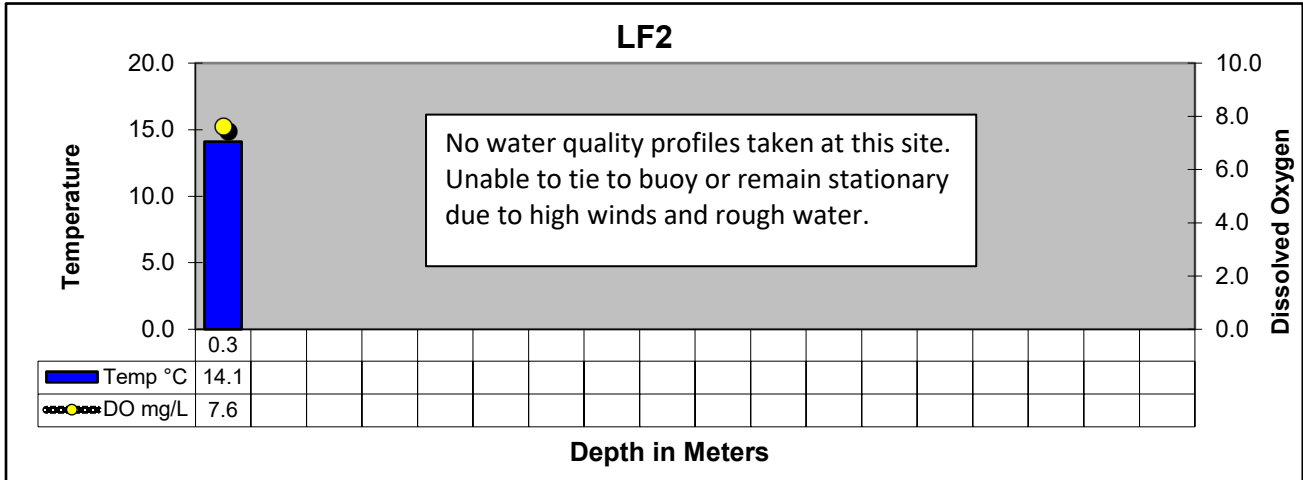 LF2
20.0
15.0
10.0
5.0
0.0
Temperature
10.0
8.0
6.0
4.0
2.0
0.0
Dissolved Oxygen
No water quality profiles taken at this site.
Unable to tie to buoy or remain stationary
due to high winds and rough water.
0.3
Temp °C 14.1
DO mg/L 7.6
Depth in Meters